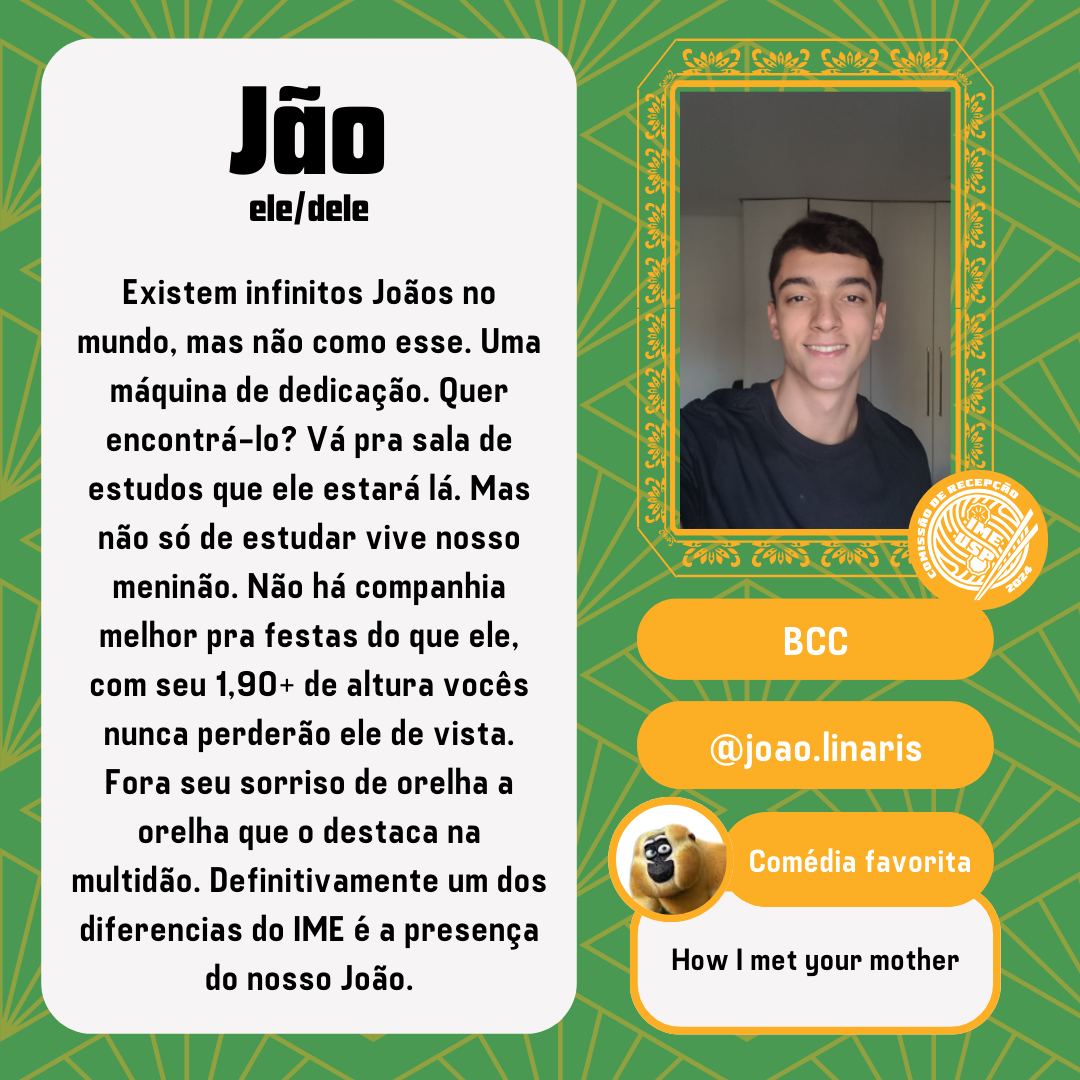 Jão
ele/dele
Existem infinitos Joãos no
mundo, mas não como esse. Uma
máquina de dedicação. Quer
encontrá-lo? Vá pra sala de
estudos que ele estará lá. Mas
não só de estudar vive nosso
meninão. Não há companhia
melhor pra festas do que ele,
com seu 1,90+ de altura vocês
nunca perderão ele de vista.
Fora seu sorriso de orelha a
orelha que o destaca na
multidão. Definitivamente um dos
diferencias do IME é a presença
do nosso João.
COMISSÃO DE RECEPÇÃO
IME
USP
2024
BCC
@joao.linaris
Comédia favorita
How I met your mother